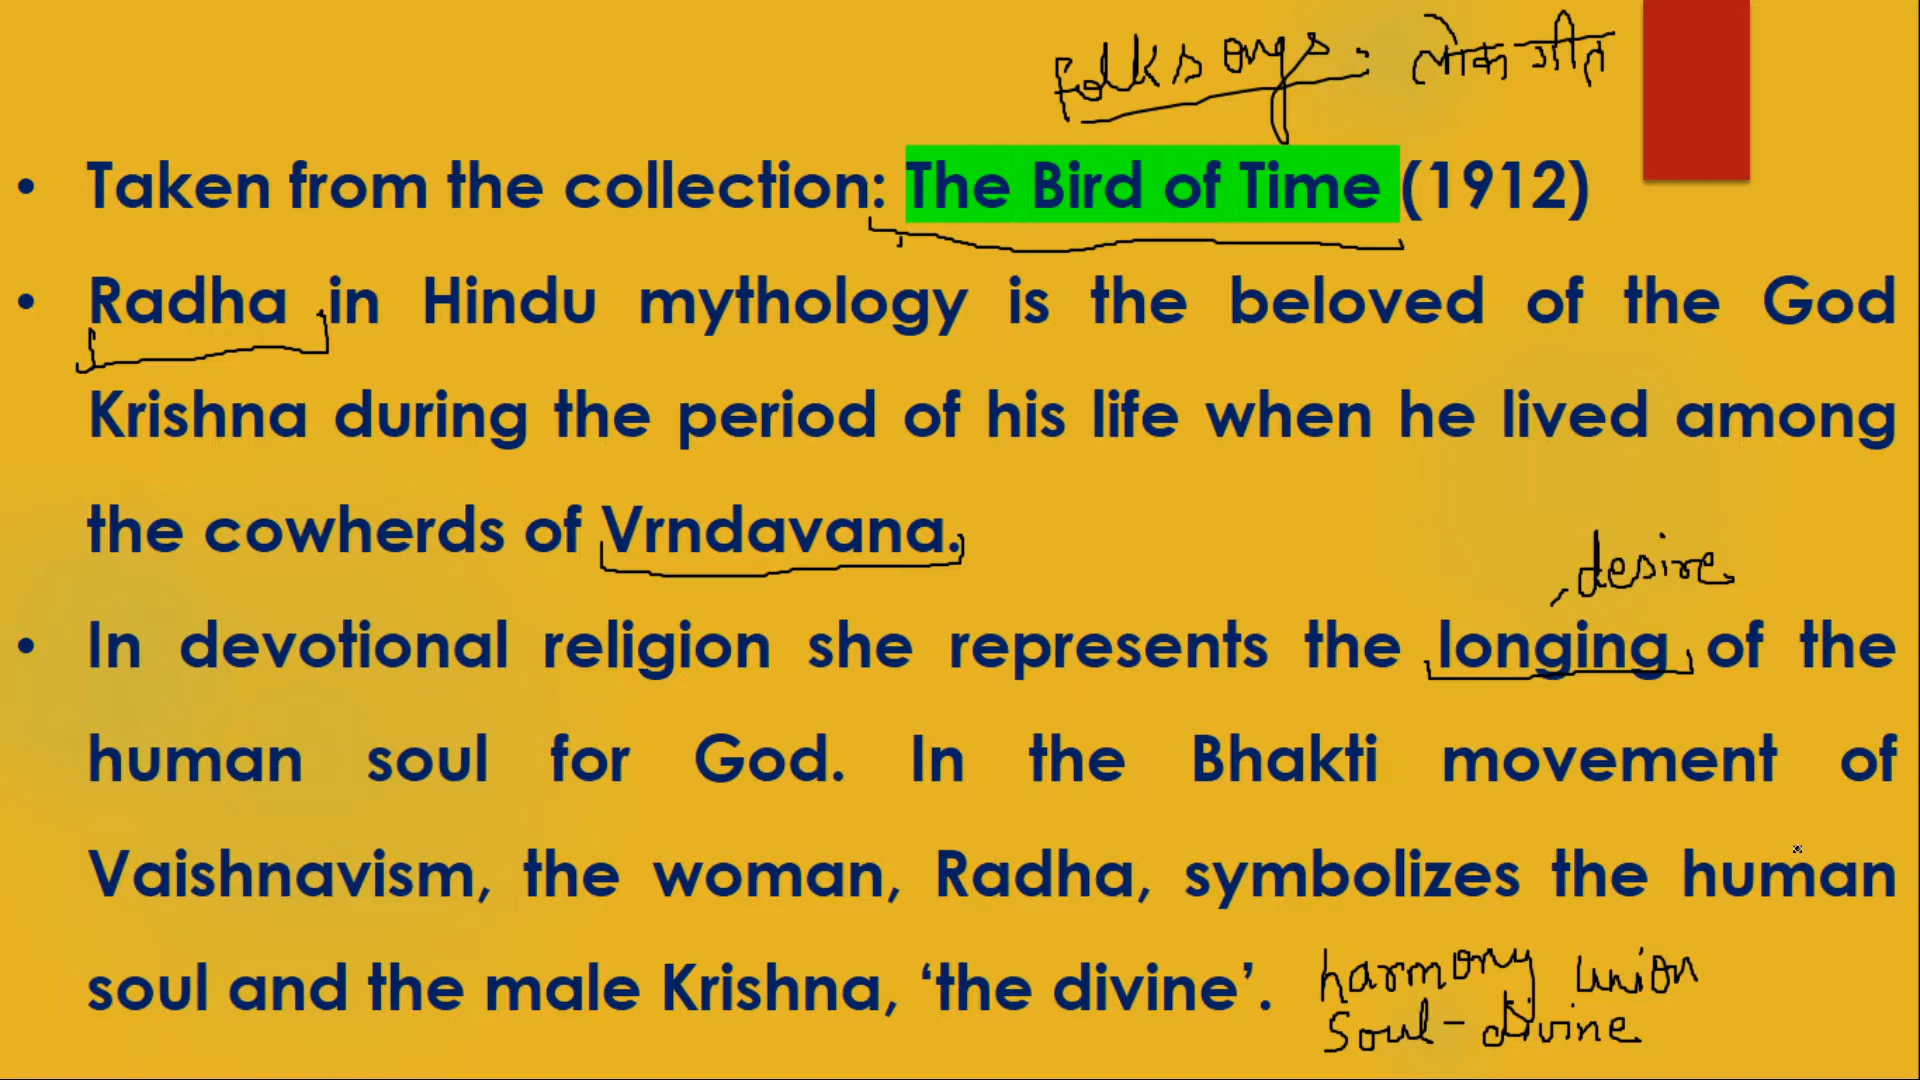 Folksongs : लोक गीत
• Taken from the collection: The Bird of Time (1912)
• Radha in Hindu mythology is the beloved of the God
Krishna during the period of his life when he lived among
the cowherds of Vrndavana.
desire
• In devotional religion she represents the longing of the
human soul for God. In the Bhakti movement of
Vaishnavism, the woman, Radha, symbolizes the human
soul and the male Krishna, ‘the divine’.
harmony union
Soul - divine